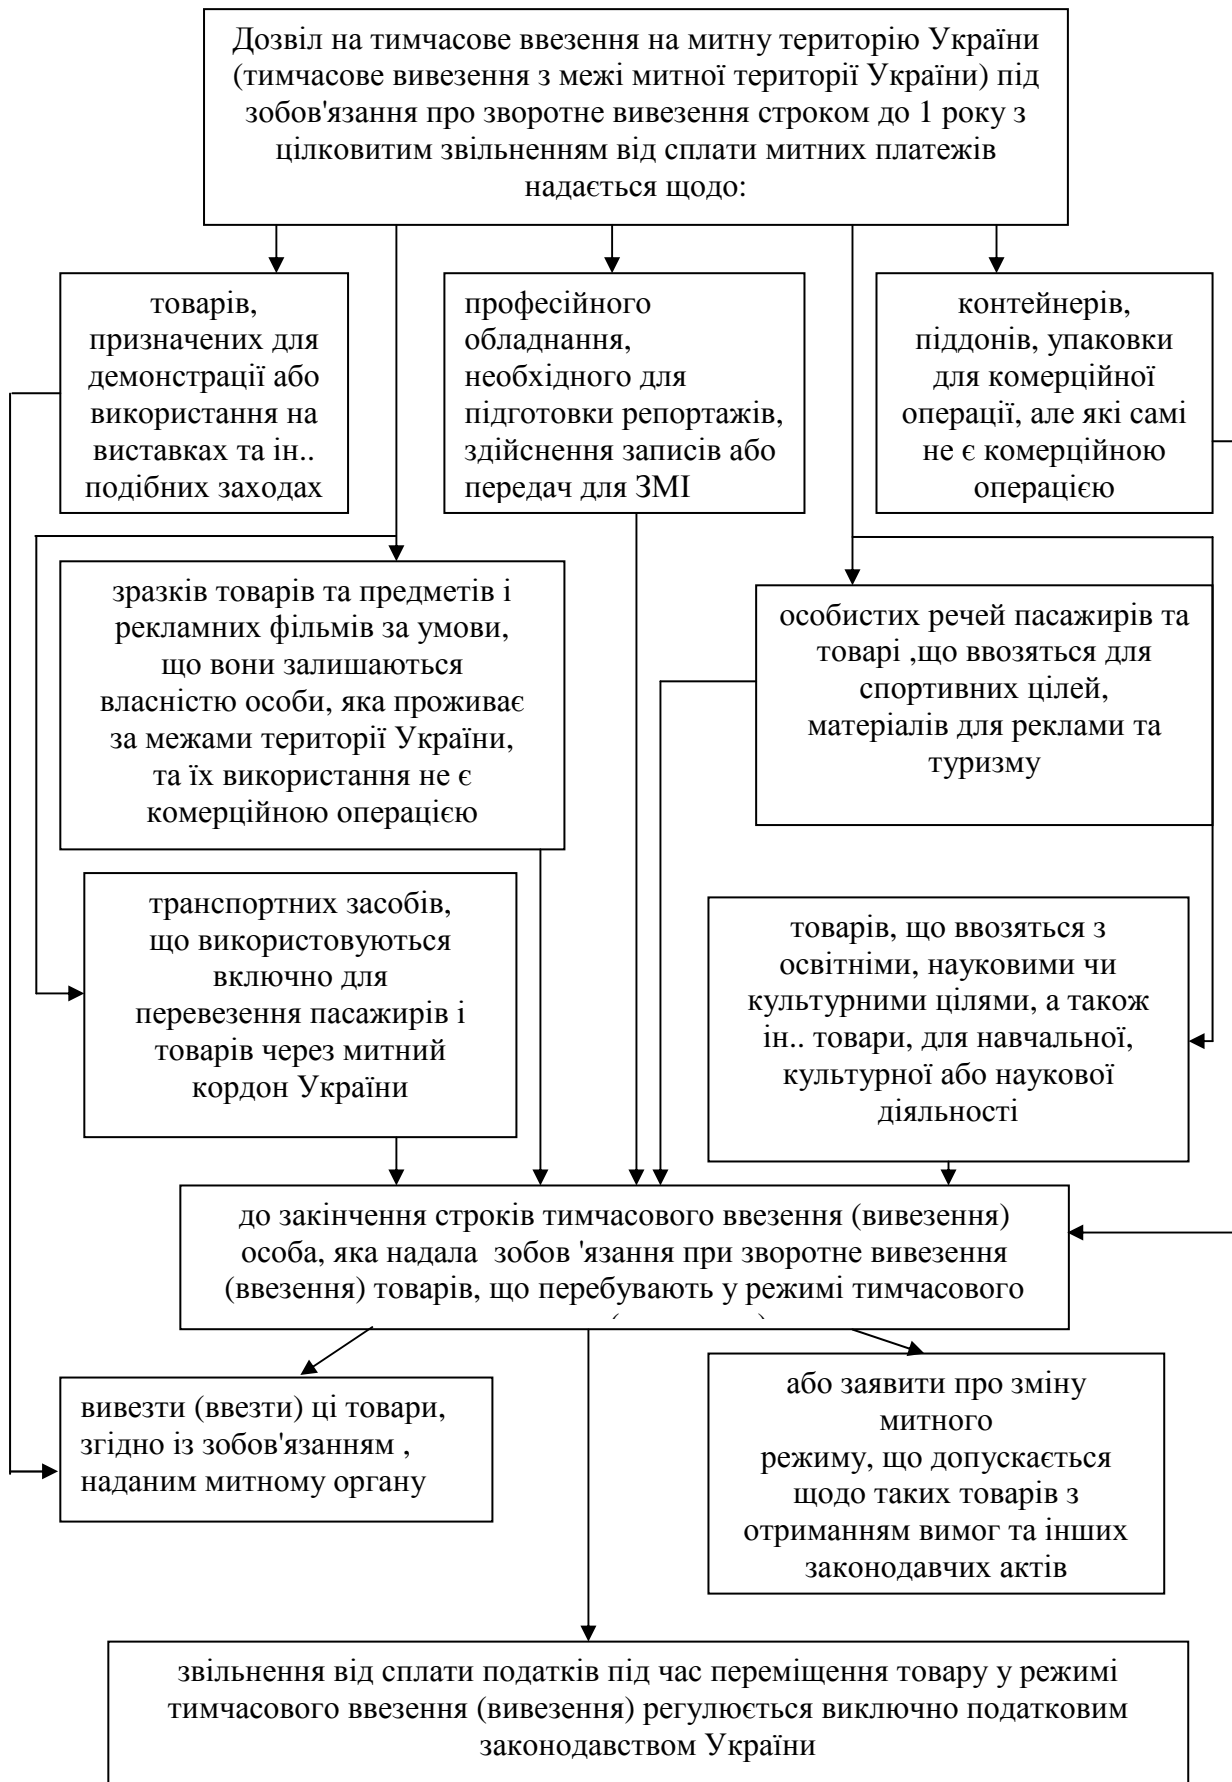 Дозвіл на тимчасове ввезення на митну територію України
(тимчасове вивезення з межі митної території України) під
зобов'язання про зворотне вивезення строком до 1 року з
цілковитим звільненням від сплати митних платежів
надається щодо:
товарів,
призначених для
демонстрації або
використання на
виставках та ін..
подібних заходах
професійного
обладнання,
необхідного для
підготовки репортажів,
здійснення записів або
передач для ЗМІ
контейнерів,
піддонів, упаковки
для комерційної
операції, але які самі
не є комерційною
операцією
зразків товарів та предметів і
рекламних фільмів за умови,
що вони залишаються
власністю особи, яка проживає
за межами території України,
та їх використання не є
комерційною операцією
особистих речей пасажирів та
товарі ,що ввозяться для
спортивних цілей,
матеріалів для реклами та
туризму
транспортних засобів,
що використовуються
включно для
перевезення пасажирів і
товарів через митний
кордон України
товарів, що ввозяться з
освітніми, науковими чи
культурними цілями, а також
ін.. товари, для навчальної,
культурної або наукової
діяльності
до закінчення строків тимчасового ввезення (вивезення)
особа, яка надала зобов 'язання при зворотне вивезення
(ввезення) товарів, що перебувають у режимі тимчасового
вивезти (ввезти) ці товари,
згідно із зобов'язанням ,
наданим митному органу
або заявити про зміну
митного
режиму, що допускається
щодо таких товарів з
отриманням вимог та інших
законодавчих актів
звільнення від сплати податків під час переміщення товару у режимі
тимчасового ввезення (вивезення) регулюється виключно податковим
законодавством України